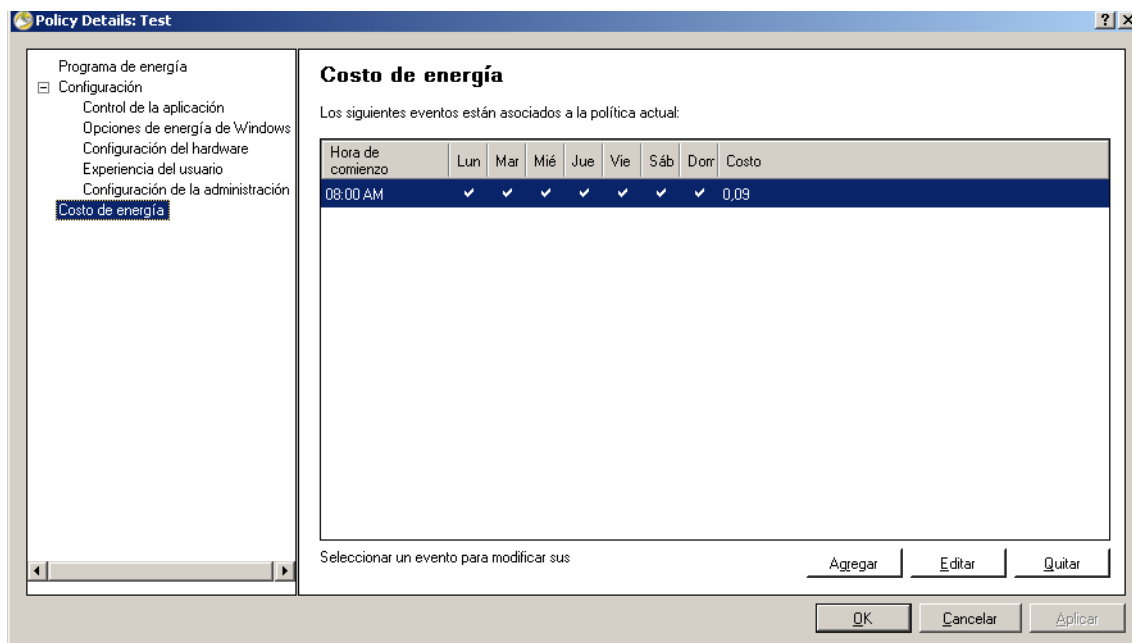 Policy Details: Test
Programa de energía
Configuración
Control de la aplicación
Opciones de energía de Windows
Configuración del hardware
Experiencia del usuario
Configuración de la administración
Costo de energía
Costo de energía
Los siguientes eventos están asociados a la política actual:
Hora de comienzo Lun Mar Mié Jue Vie Sáb Dom Costo
08:00 AM 0,09
Seleccionar un evento para modificar sus
Agregar Editar Quitar
OK Cancelar Aplicar